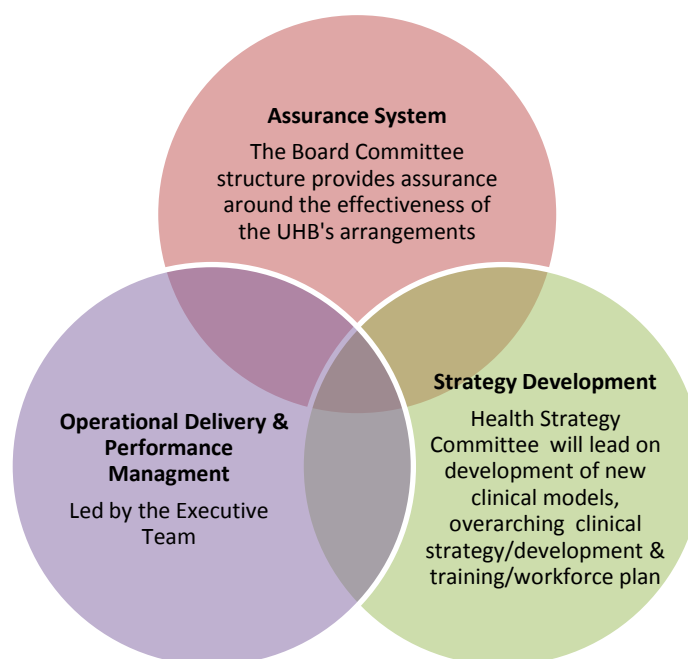 Assurance System
The Board Committee
structure provides assurance
around the effectiveness of
the UHB's arrangements
Operational Delivery &
Performance
Managment
Led by the Executive
Team
Strategy Development
Health Strategy
Committee will lead on
development of new
clinical models,
overarching clinical
strategy/development &
training/workforce plan